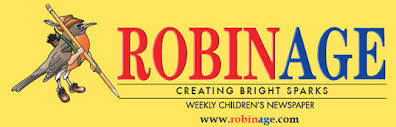 ROBINAGE
CREATING BRIGHT SPARKS
WEEKLY CHILDREN'S NEWSPAPER
www.robinage.com